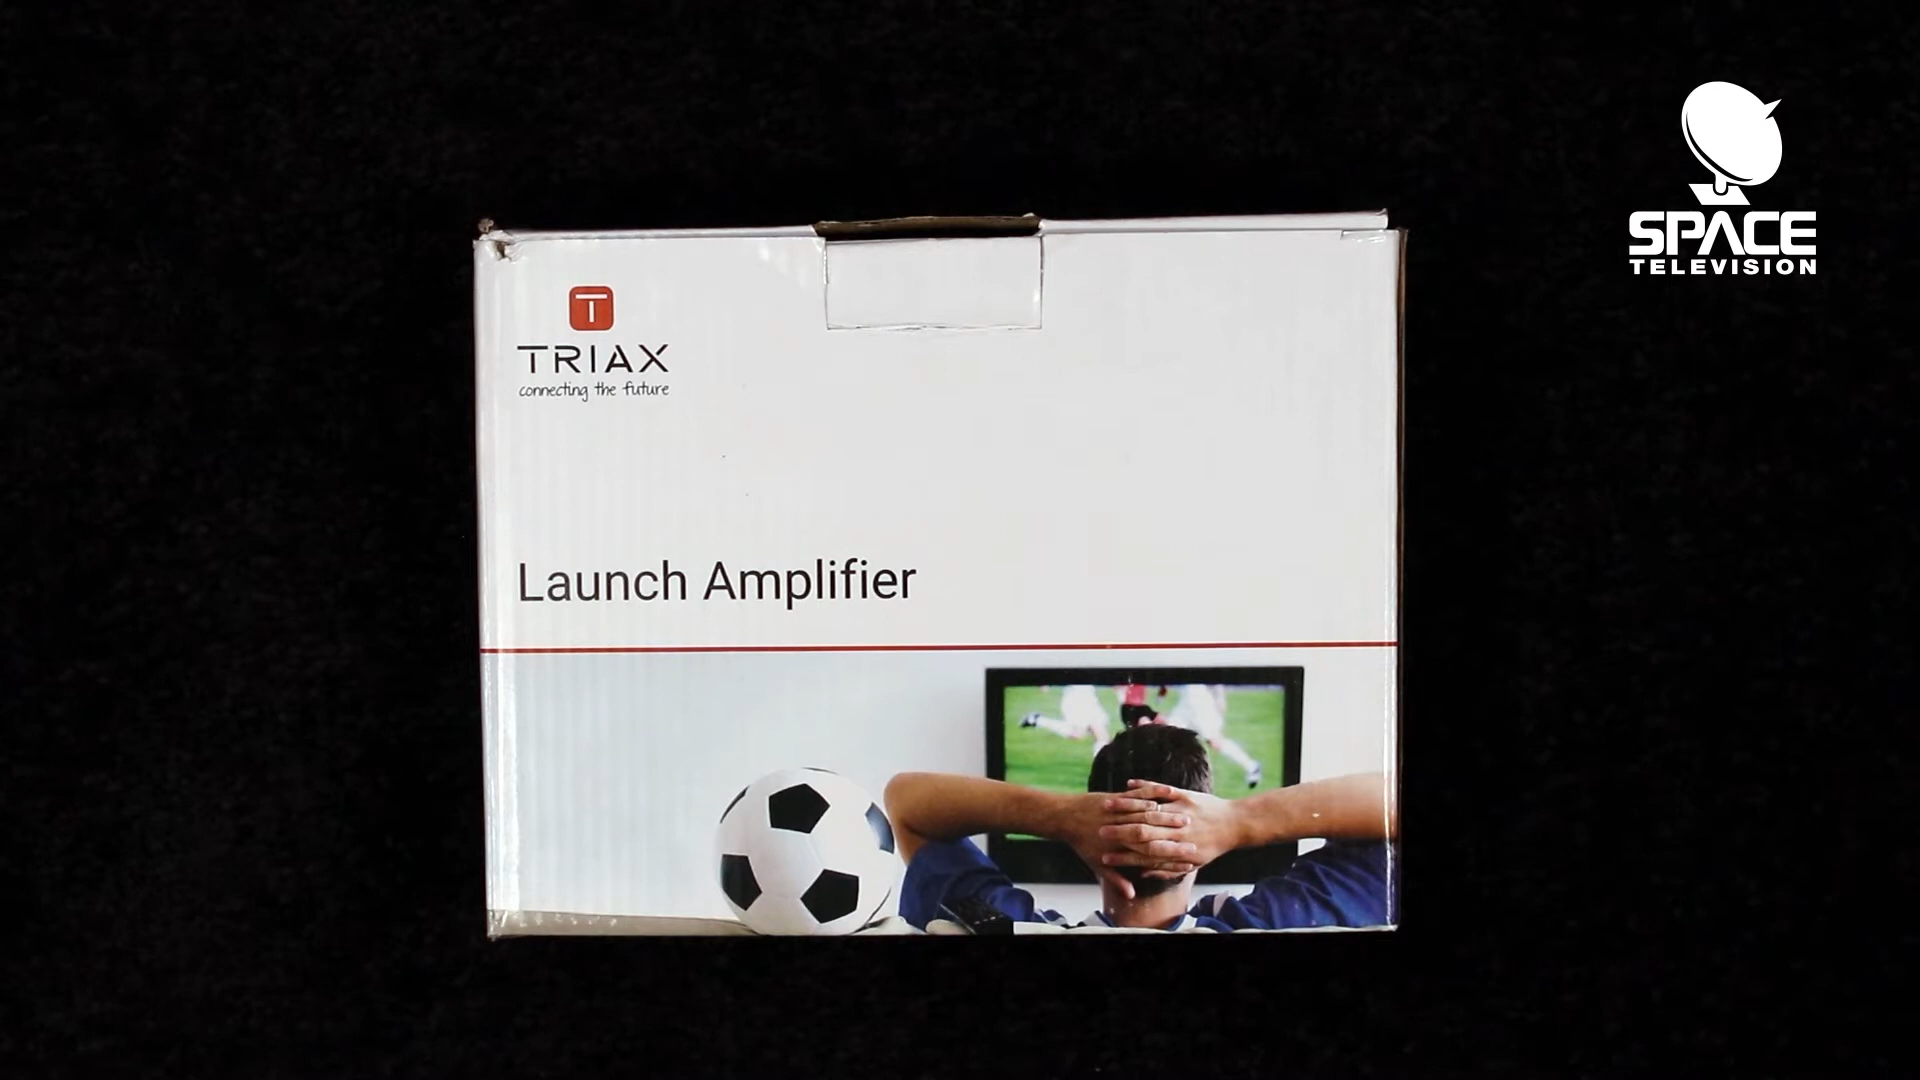 T
TRIAX
connecting the future
Launch Amplifier
SPACE
TELEVISION